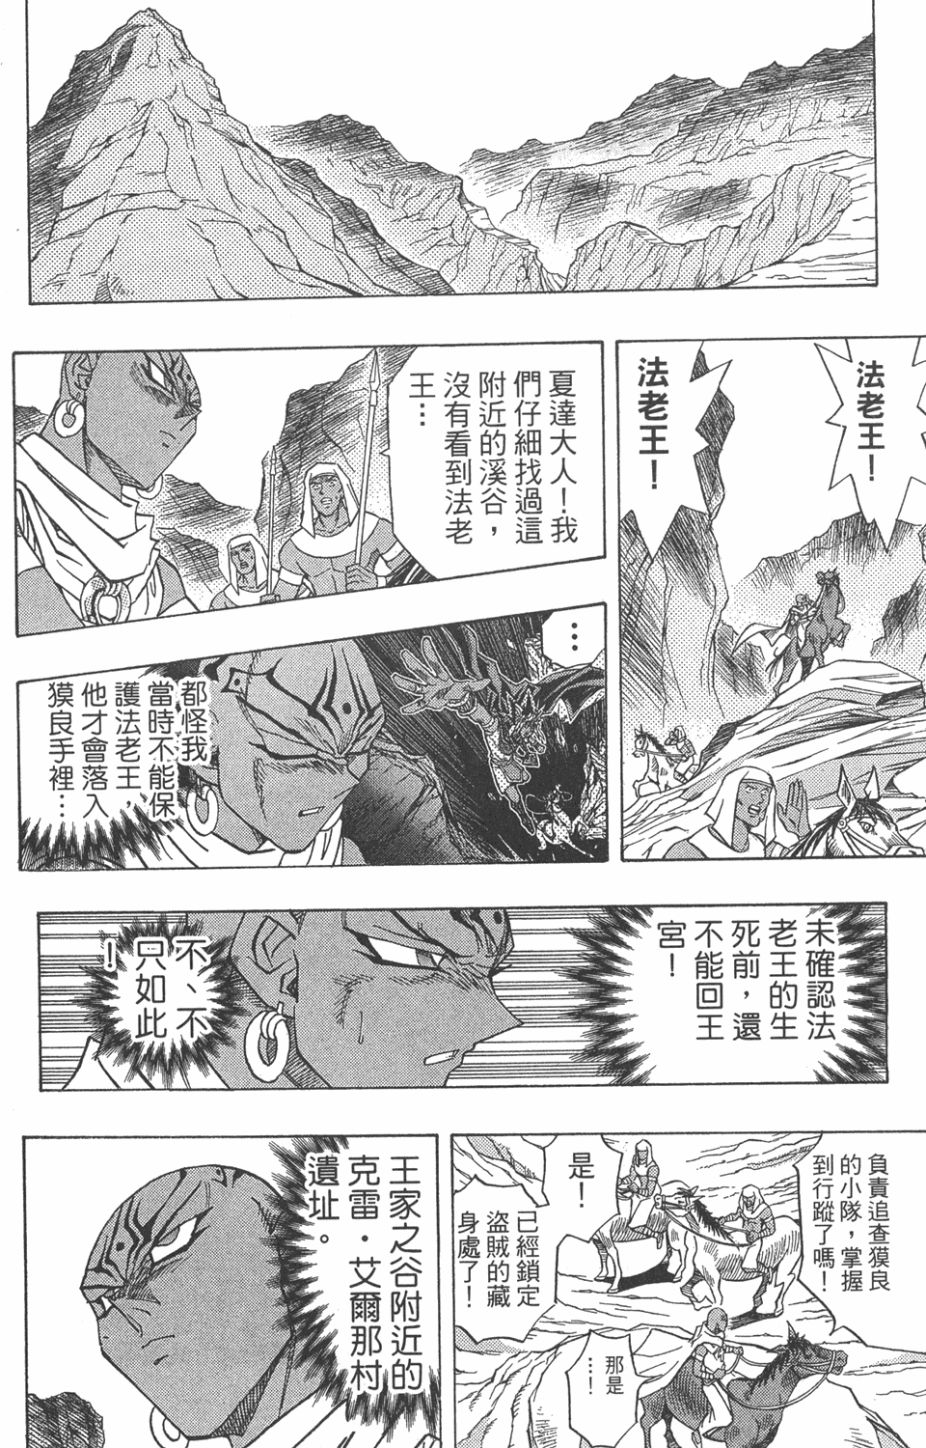 法老王！
法老王！
夏達大人！我
們仔細找過這
附近的溪谷，
沒有看到法老
王…
…
都怪我
當時不能保
護法老王，
他才會落入
獏良手裡…
未確認法
老王的生
死前，還
不能回王
宮！
不、不
只如此
！
負責追查獏良
的小隊，掌握
到行蹤了嗎！
是！
已經鎖定
盜賊的藏
身處了！
那是
…！
王家之谷附近的
克雷·艾爾那村
遺址。